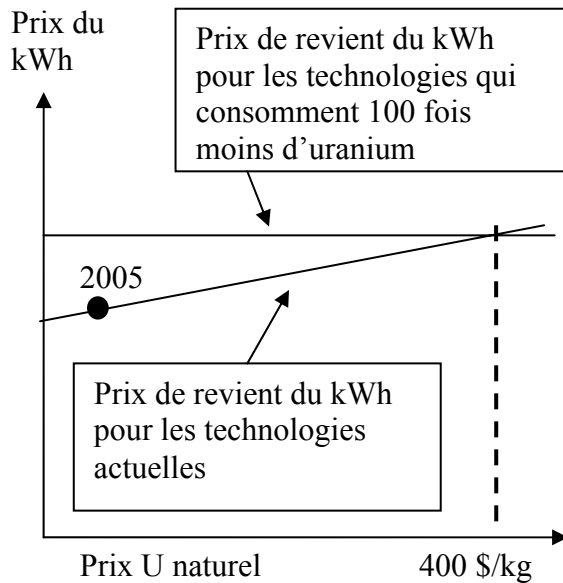 Prix du
kWh
Prix de revient du kWh
pour les technologies qui
consomment 100 fois
moins d'uranium
2005
Prix de revient du kWh
pour les technologies
actuelles
Prix U naturel
400 $/kg